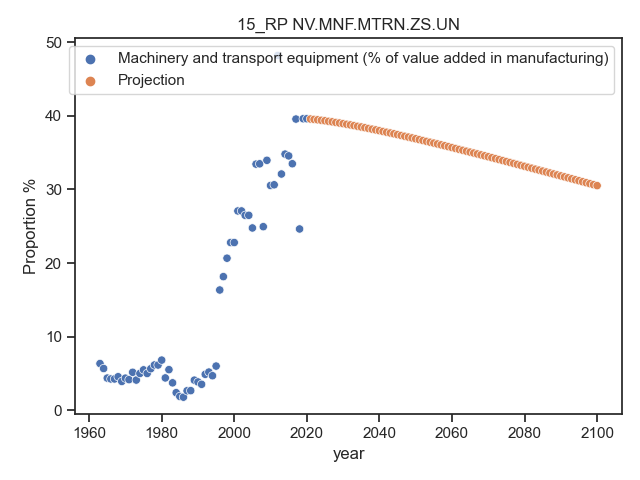 15_RP NV.MNF.MTRN.ZS.UN
Machinery and transport equipment (% of value added in manufacturing)
Projection
Proportion %
50
40
30
20
10
0
1960
1980
2000
2020
2040
2060
2080
2100
year